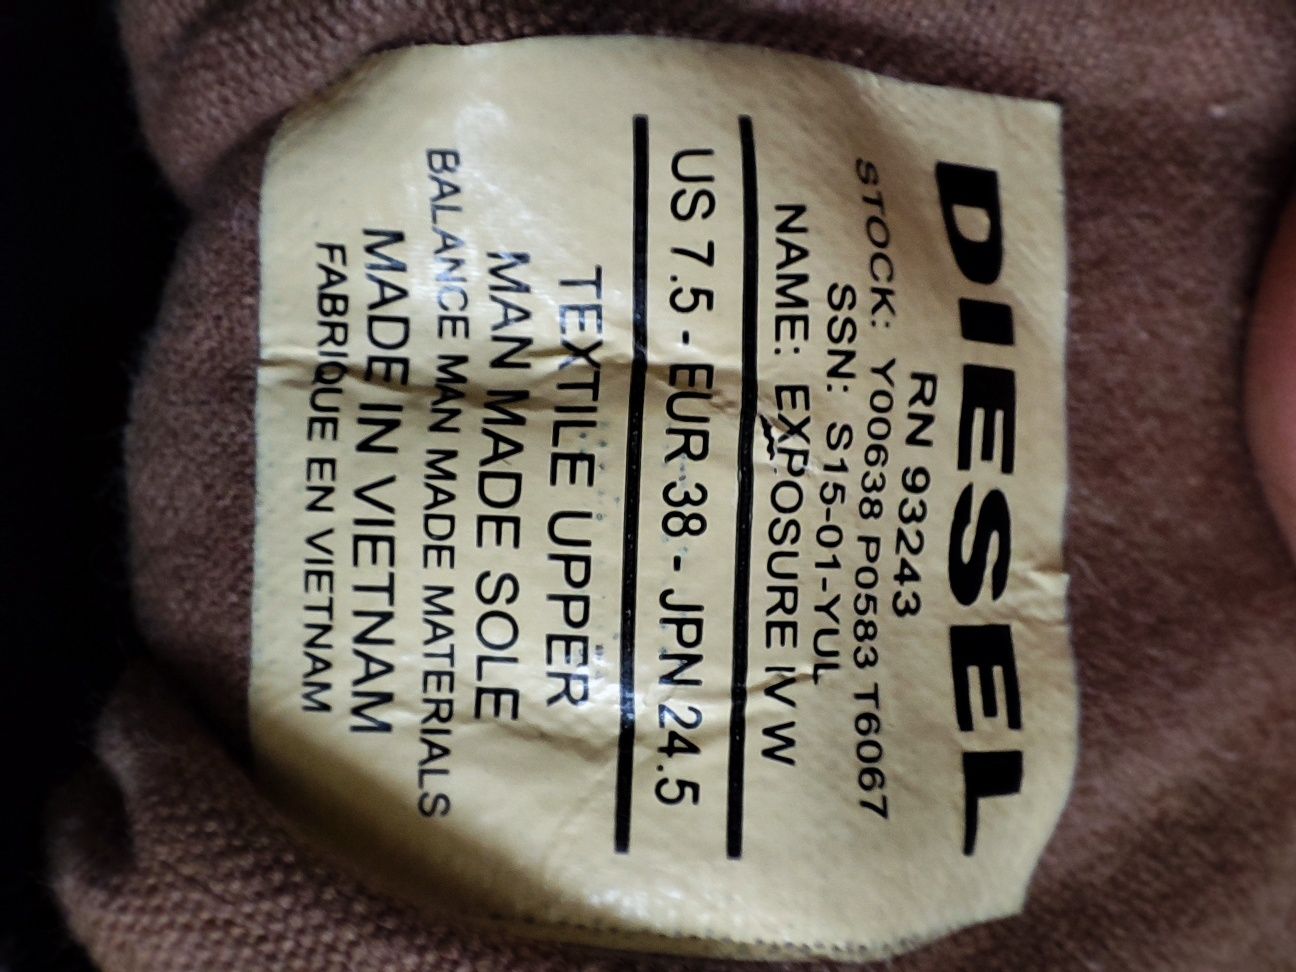 DIESEL
RN 93243
STOCK: Y00638 P0583 T6067
SSN: S15-01-YUL
NAME: EXPOSURE IV W
US 7.5 - EUR 38 - JPN 24.5
TEXTILE UPPER
MAN MADE SOLE
BALANCE MAN MADE MATERIALS
MADE IN VIETNAM
FABRIQUE EN VIETNAM